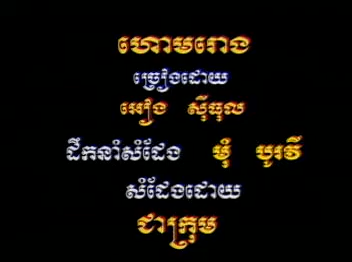 ហោមរោង
ច្រៀងដោយ
អឿង ស៊ីធុល
ដឹកនាំសំដែង មុំ បូរវី
សំដែងដោយ
ជាក្រុម